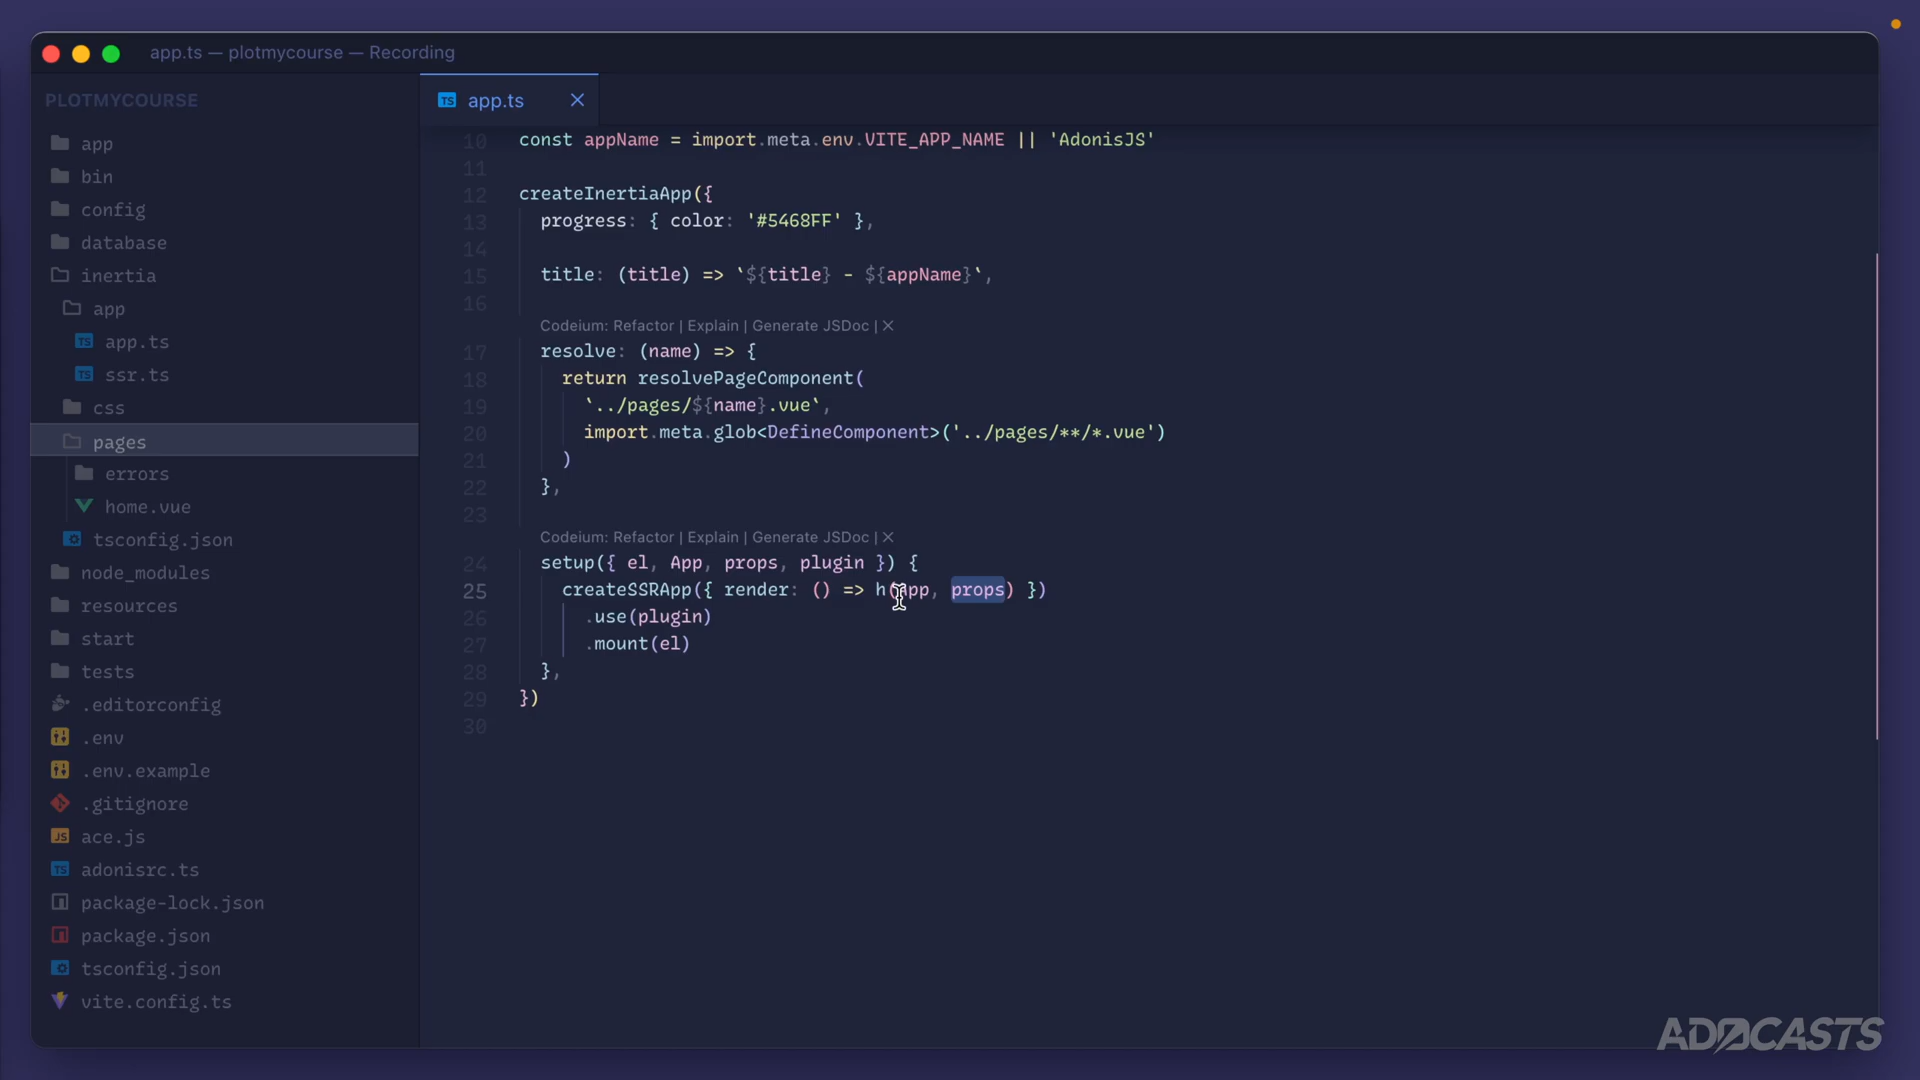 app.ts — plotmycourse — Recording
PLOTMYCOURSE
app
bin
config
database
inertia
app
app.ts
ssr.ts
css
pages
errors
home.vue
tsconfig.json
node_modules
resources
start
tests
.editorconfig
.env
.env.example
.gitignore
ace.js
adonisrc.ts
package-lock.json
package.json
tsconfig.json
vite.config.ts
TS app.ts
10 const appName = import.meta.env.VITE_APP_NAME || 'AdonisJS'
11
12 createInertiaApp({
13 progress: { color: '#5468FF' },
14
15 title: (title) => `${title} - ${appName}`,
16
Codeium: Refactor | Explain | Generate JSDoc | ✕
17 resolve: (name) => {
18 return resolvePageComponent(
19 `../pages/${name}.vue`,
20 import.meta.glob<DefineComponent>('../pages/**/*.vue')
21 )
22 },
23
Codeium: Refactor | Explain | Generate JSDoc | ✕
24 setup({ el, App, props, plugin }) {
25 createSSRApp({ render: () => h(App, props) })
26 .use(plugin)
27 .mount(el)
28 },
29 })
30
ADOCASTS